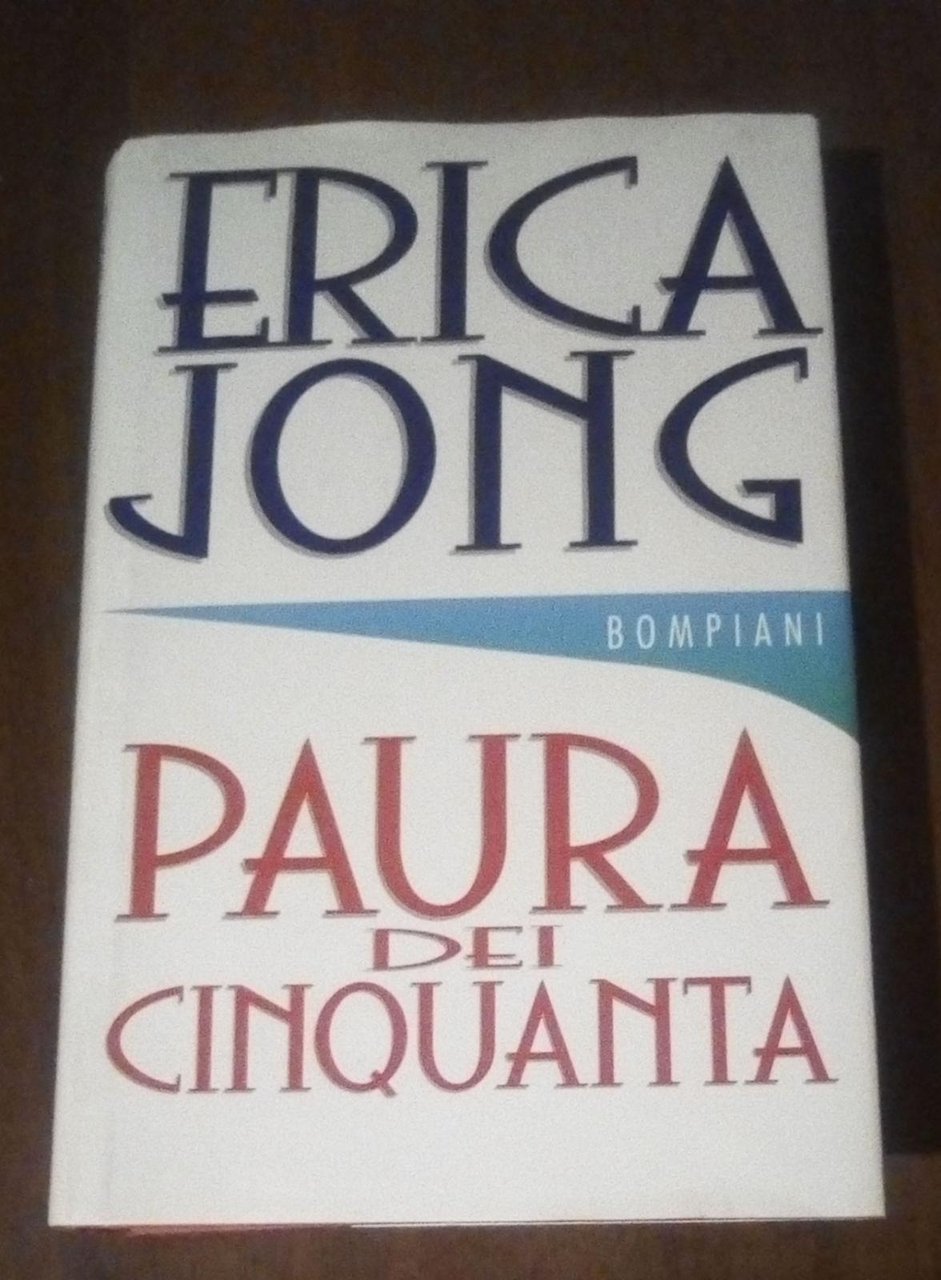 ERICA
JONG
BOMPIANI
PAURA
DEI
CINQUANTA